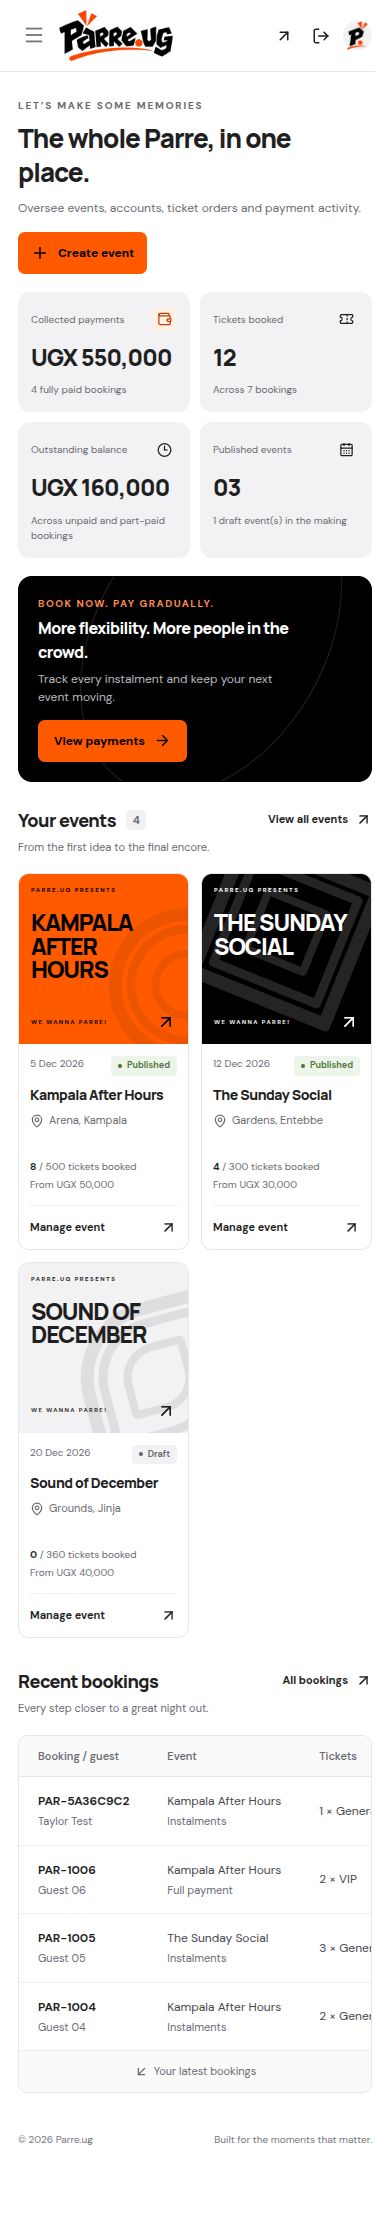 Parre.ug
P.
LET'S MAKE SOME MEMORIES
The whole Parre, in one
place.
Oversee events, accounts, ticket orders and payment activity.
Create event
Collected payments
UGX 550,000
4 fully paid bookings
Tickets booked
12
Across 7 bookings
Outstanding balance
UGX 160,000
Across unpaid and part-paid
bookings
Published events
03
1 draft event(s) in the making
BOOK NOW. PAY GRADUALLY.
More flexibility. More people in the
crowd.
Track every instalment and keep your next
event moving.
View payments
Your events 4
View all events
From the first idea to the final encore.
PARRE.UG PRESENTS
KAMPALA
AFTER
HOURS
WE WANNA PARRE!
5 Dec 2026
Published
Kampala After Hours
Arena, Kampala
8 / 500 tickets booked
From UGX 50,000
Manage event
PARRE.UG PRESENTS
THE SUNDAY
SOCIAL
WE WANNA PARRE!
12 Dec 2026
Published
The Sunday Social
Gardens, Entebbe
4 / 300 tickets booked
From UGX 30,000
Manage event
PARRE.UG PRESENTS
SOUND OF
DECEMBER
WE WANNA PARRE!
20 Dec 2026
Draft
Sound of December
Grounds, Jinja
0 / 360 tickets booked
From UGX 40,000
Manage event
Recent bookings
All bookings
Every step closer to a great night out.
Booking / guest Event Tickets
PAR-5A36C9C2 Kampala After Hours
1 × Genera
Taylor Test Instalments
PAR-1006 Kampala After Hours
2 × VIP
Guest 06 Full payment
PAR-1005 The Sunday Social
3 × Gener
Guest 05 Instalments
PAR-1004 Kampala After Hours
2 × Gener
Guest 04 Instalments
Your latest bookings
© 2026 Parre.ug
Built for the moments that matter.